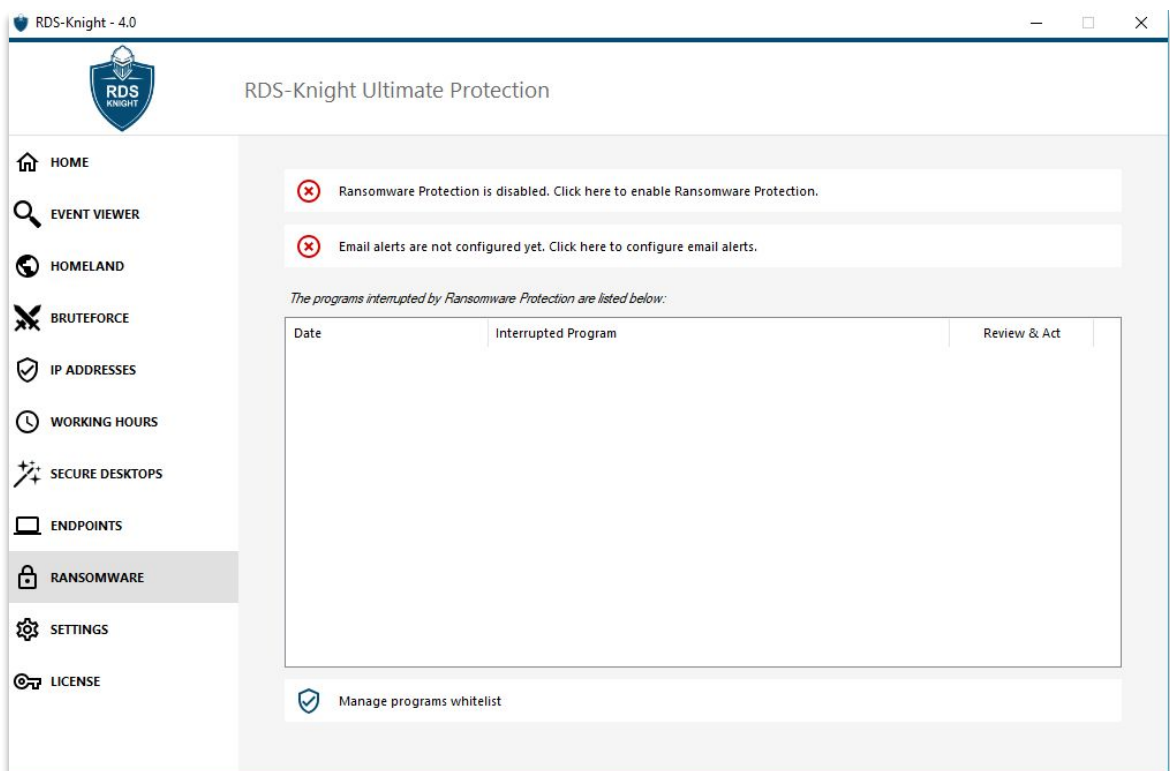 RDS-Knight - 4.0
RDS
KNIGHT
RDS-Knight Ultimate Protection
HOME
EVENT VIEWER
HOMELAND
BRUTEFORCE
IP ADDRESSES
WORKING HOURS
SECURE DESKTOPS
ENDPOINTS
RANSOMWARE
SETTINGS
LICENSE
Ransomware Protection is disabled. Click here to enable Ransomware Protection.
Email alerts are not configured yet. Click here to configure email alerts.
The programs interrupted by Ransomware Protection are listed below:
Date Interrupted Program Review & Act
Manage programs whitelist